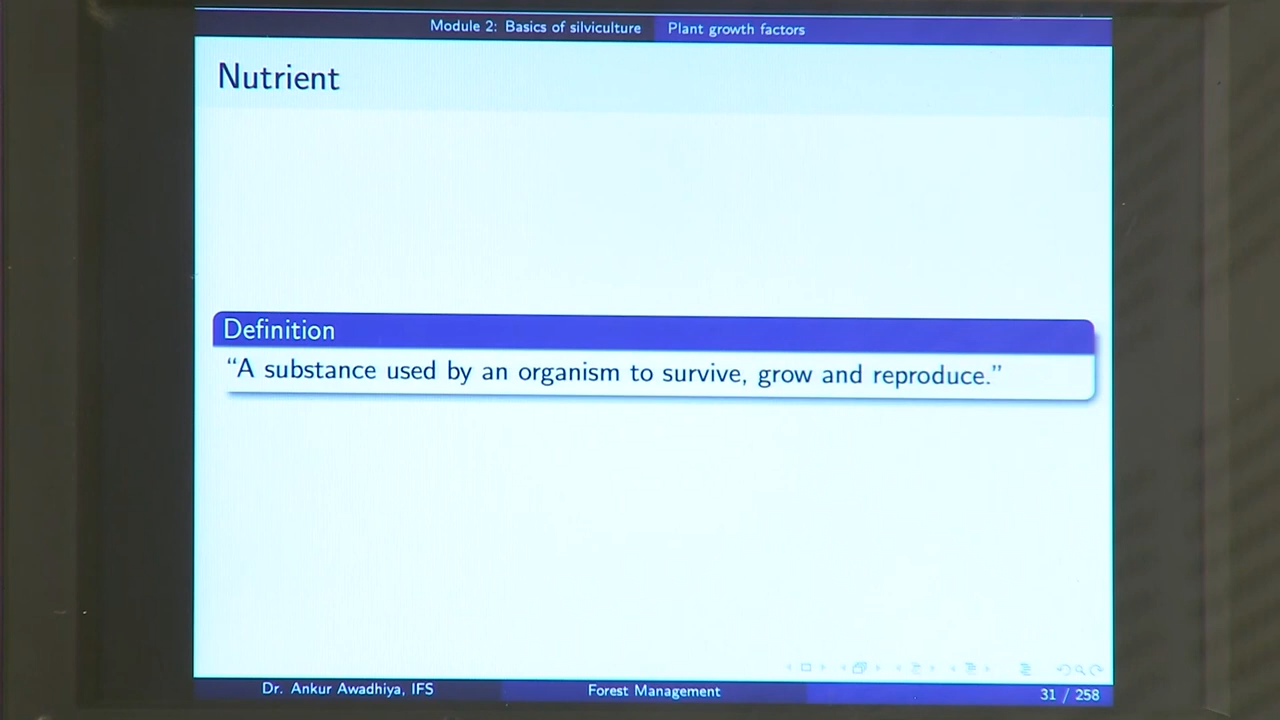 Module 2: Basics of silviculture Plant growth factors
Nutrient
Definition
“A substance used by an organism to survive, grow and reproduce.”
Dr. Ankur Awadhiya, IFS Forest Management 31 / 258